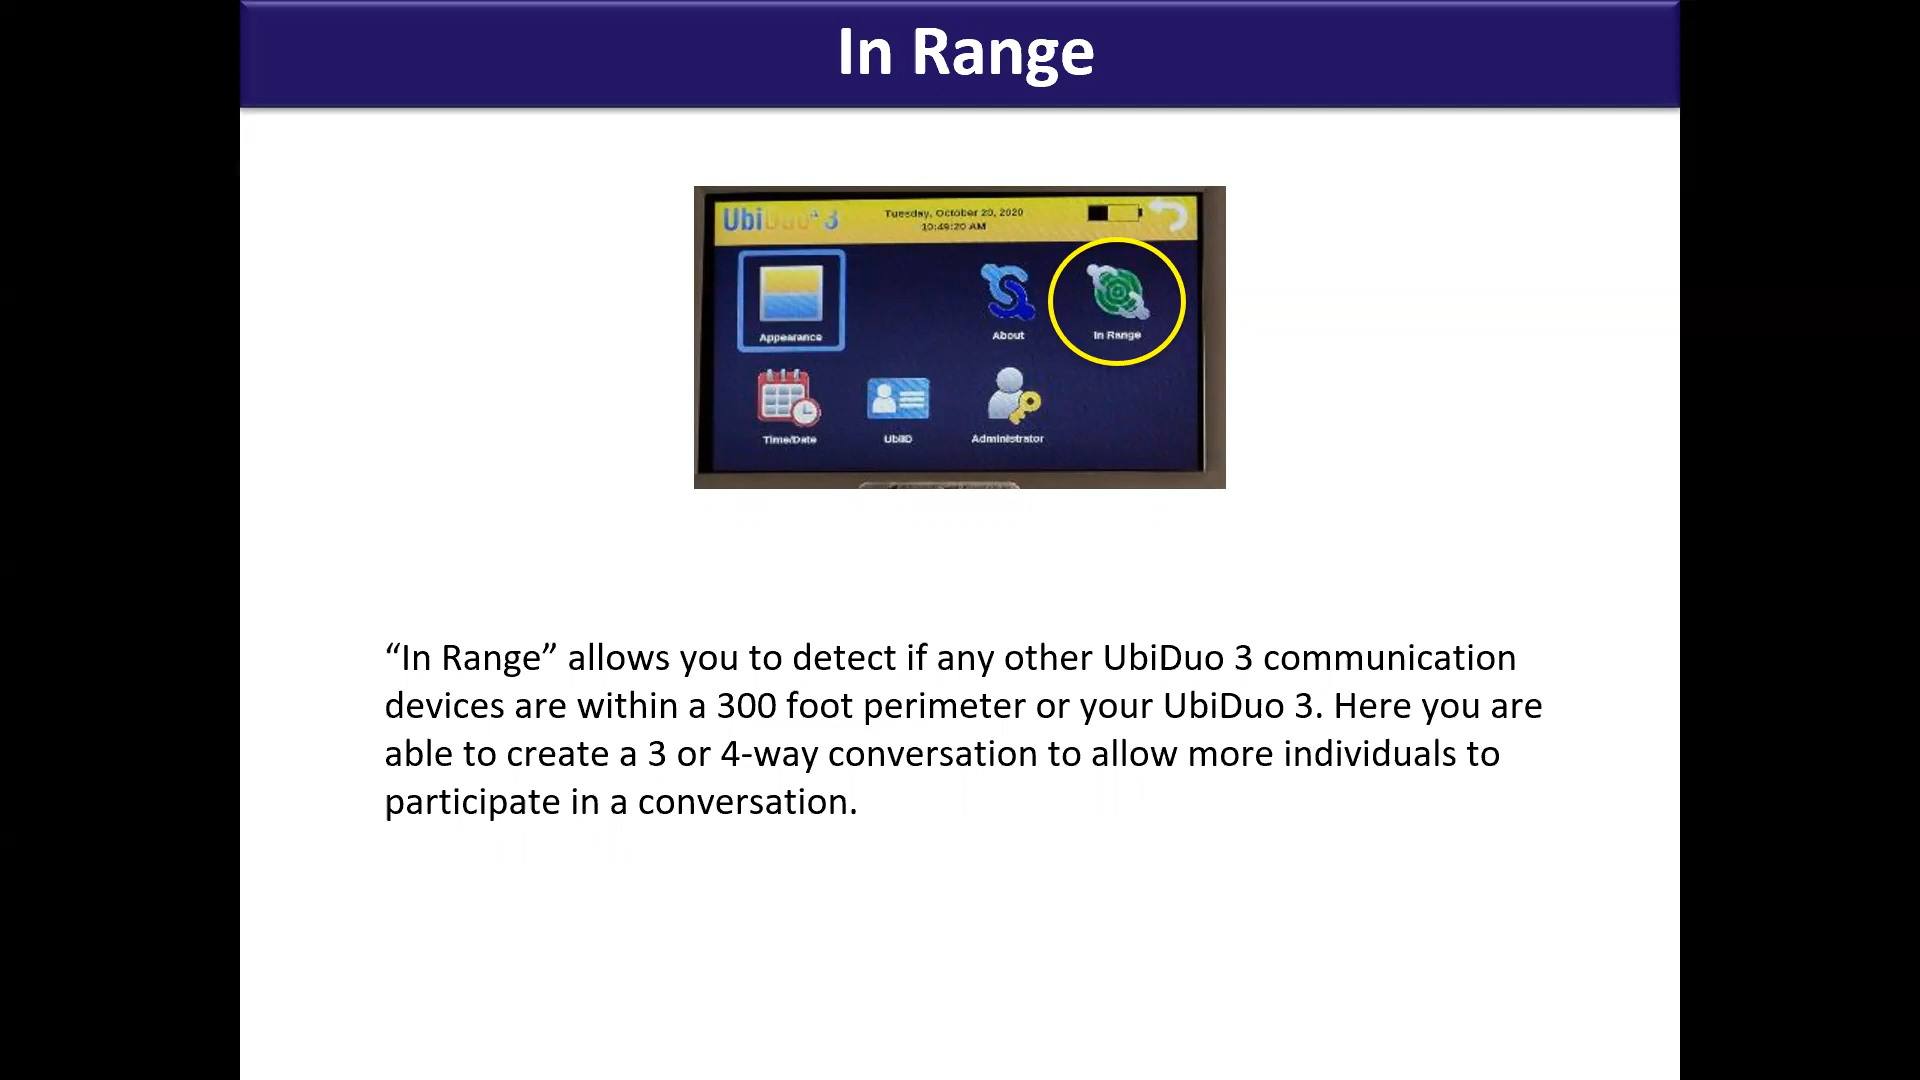 In Range
UbiDuo 3
Tuesday, October 20, 2020
10:49:20 AM
Appearance
About
In Range
Time/Date
UbiID
Administrator
“In Range” allows you to detect if any other UbiDuo 3 communication
devices are within a 300 foot perimeter or your UbiDuo 3. Here you are
able to create a 3 or 4-way conversation to allow more individuals to
participate in a conversation.